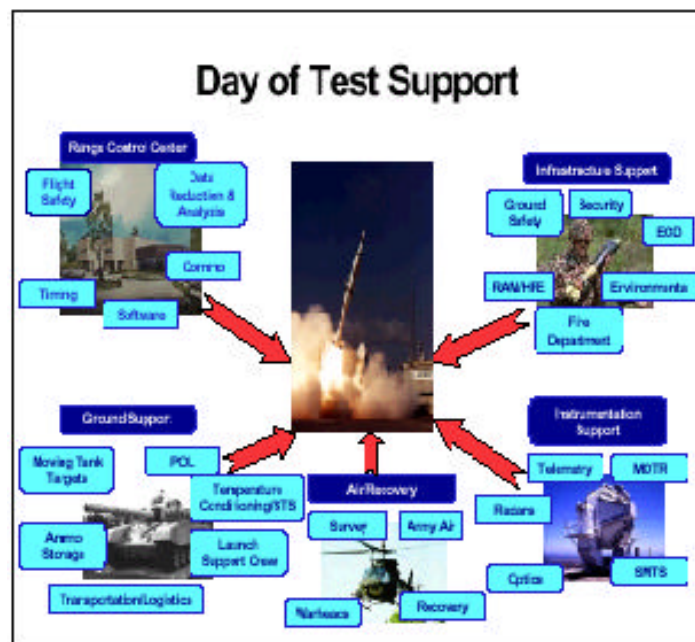 Day of Test Support
Range Control Center
Flight
Safety
Data
Reduction &
Analysis
Commo
Timing
Software
Infrastructure Support
Ground
Safety
Security
EOD
RAM/HFE
Environmental
Fire
Department
Ground Support
Moving Tank
Targets
POL
Temperature
Conditioning/STS
Ammo
Storage
Launch
Support Crew
Transportation/Logistics
Air Recovery
Survey
Army Air
Warheads
Recovery
Instrumentation
Support
Telemetry
MOTR
Radars
Optics
SMTS